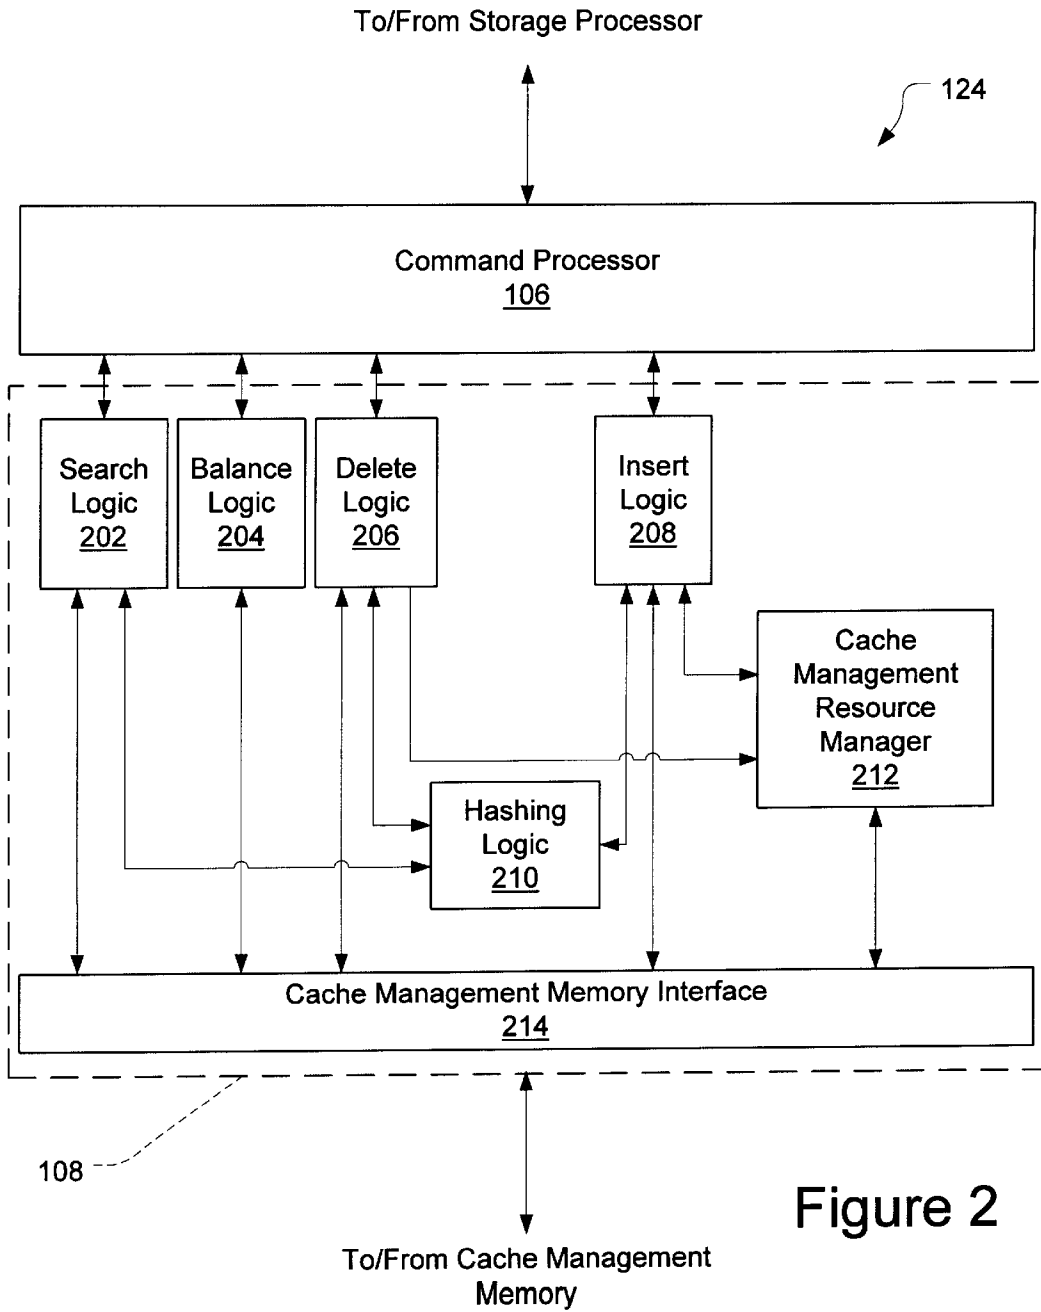 To/From Storage Processor
124
Command Processor
106
Search
Logic
202
Balance
Logic
204
Delete
Logic
206
Insert
Logic
208
Cache
Management
Resource
Manager
212
Hashing
Logic
210
Cache Management Memory Interface
214
108
Figure 2
To/From Cache Management
Memory